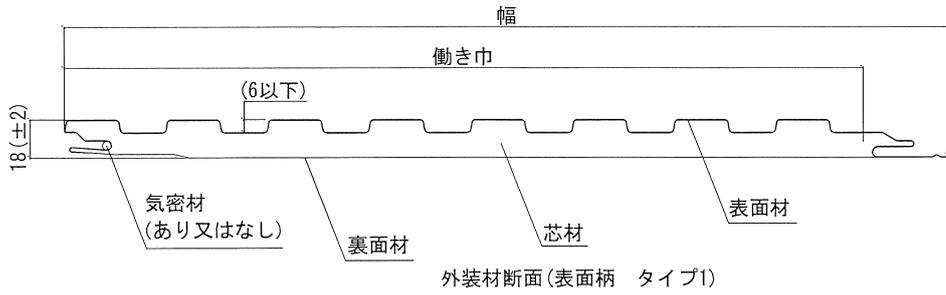 幅
働き巾
(6以下)
18(±2)
気密材
(あり又はなし)
裏面材
芯材
表面材
外装材断面(表面柄　タイプ1)